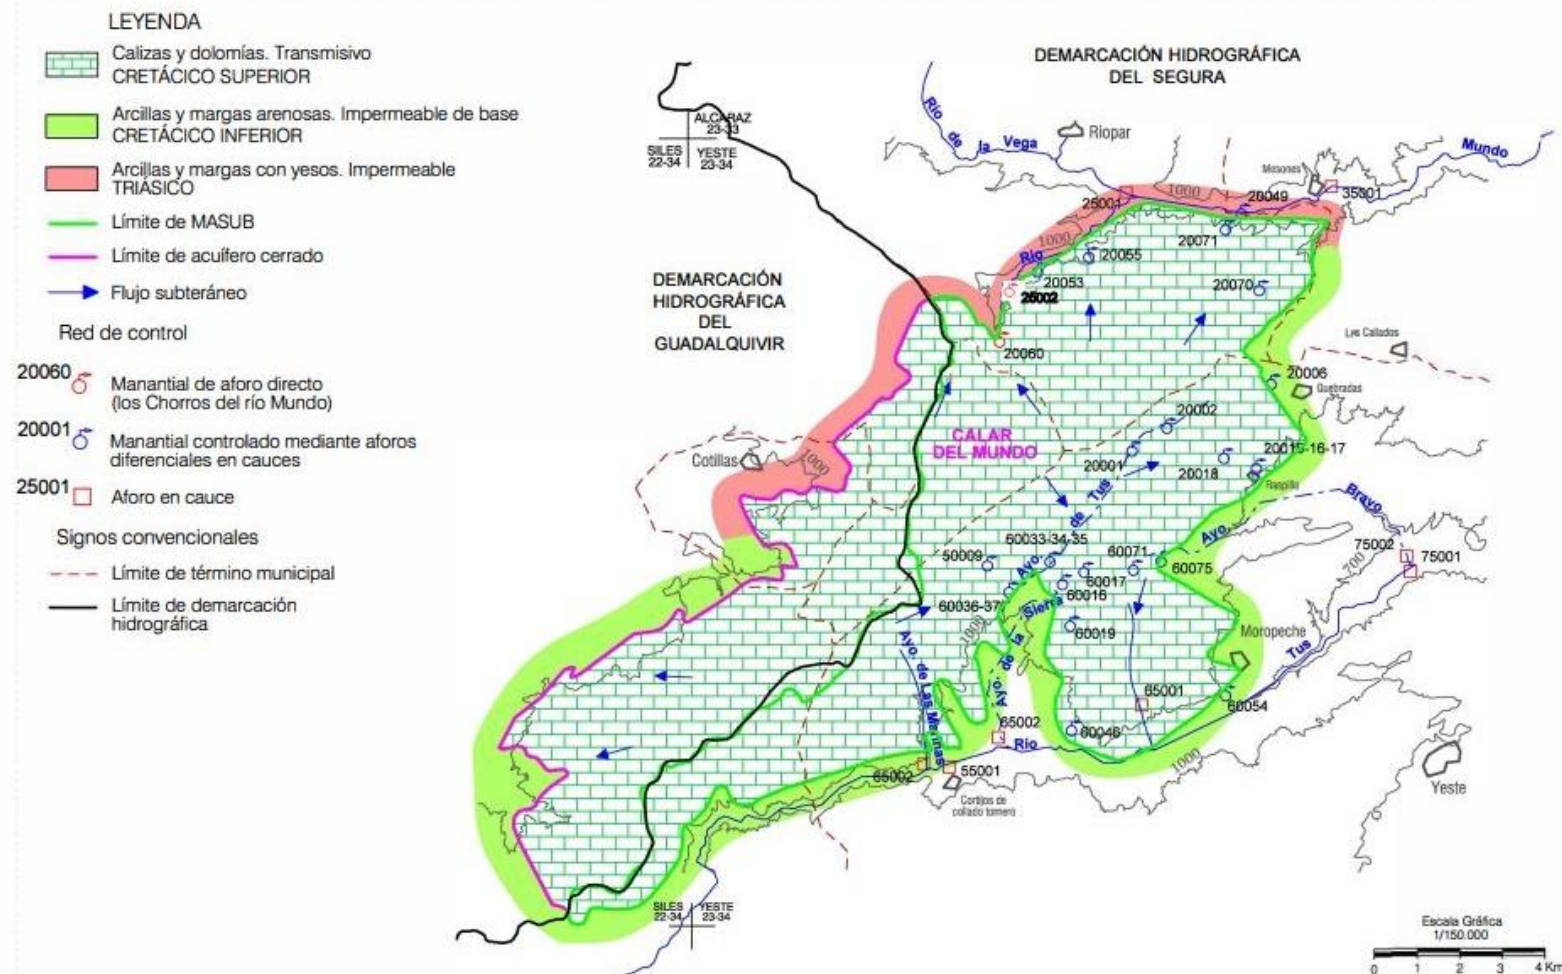 LEYENDA
Calizas y dolomías. Transmisivo
CRETÁCICO SUPERIOR
Arcillas y margas arenosas. Impermeable de base
CRETÁCICO INFERIOR
Arcillas y margas con yesos. Impermeable
TRIÁSICO
Límite de MASUB
Límite de acuífero cerrado
Flujo subteráneo
Red de control
20060
Manantial de aforo directo
(los Chorros del río Mundo)
20001
Manantial controlado mediante aforos
diferenciales en cauces
25001
Aforo en cauce
Signos convencionales
Límite de término municipal
Límite de demarcación
hidrográfica
DEMARCACIÓN HIDROGRÁFICA
DEL SEGURA
ALCARAZ
23-33
SILES
22-34
YESTE
23-34
Río de la Vega
Riopar
Mundo
Mesones
1000
20049
35001
25001
1000
Río
20071
20055
20053
25002
20070
DEMARCACIÓN
HIDROGRÁFICA
DEL
GUADALQUIVIR
20060
Los Collados
20006
Quebradas
20002
CALAR
DEL MUNDO
Cotillas
1000
20001
20018
20015-16-17
Raspilla
Ayo. de Tus
Ayo. Bravo
60033-34-35
50009
60071
60075
75002
75001
700
60017
60016
60036-37
Ayo. de la Sierra
1000
60019
Moropeche
Ayo. de Las Marinas
Tus
65001
60054
65002
Río
60046
1000
65002
55001
Cortijos de
collado tornero
Yeste
SILES
22-34
YESTE
23-34
Escala Gráfica
1/150.000
0 1 2 3 4 Km